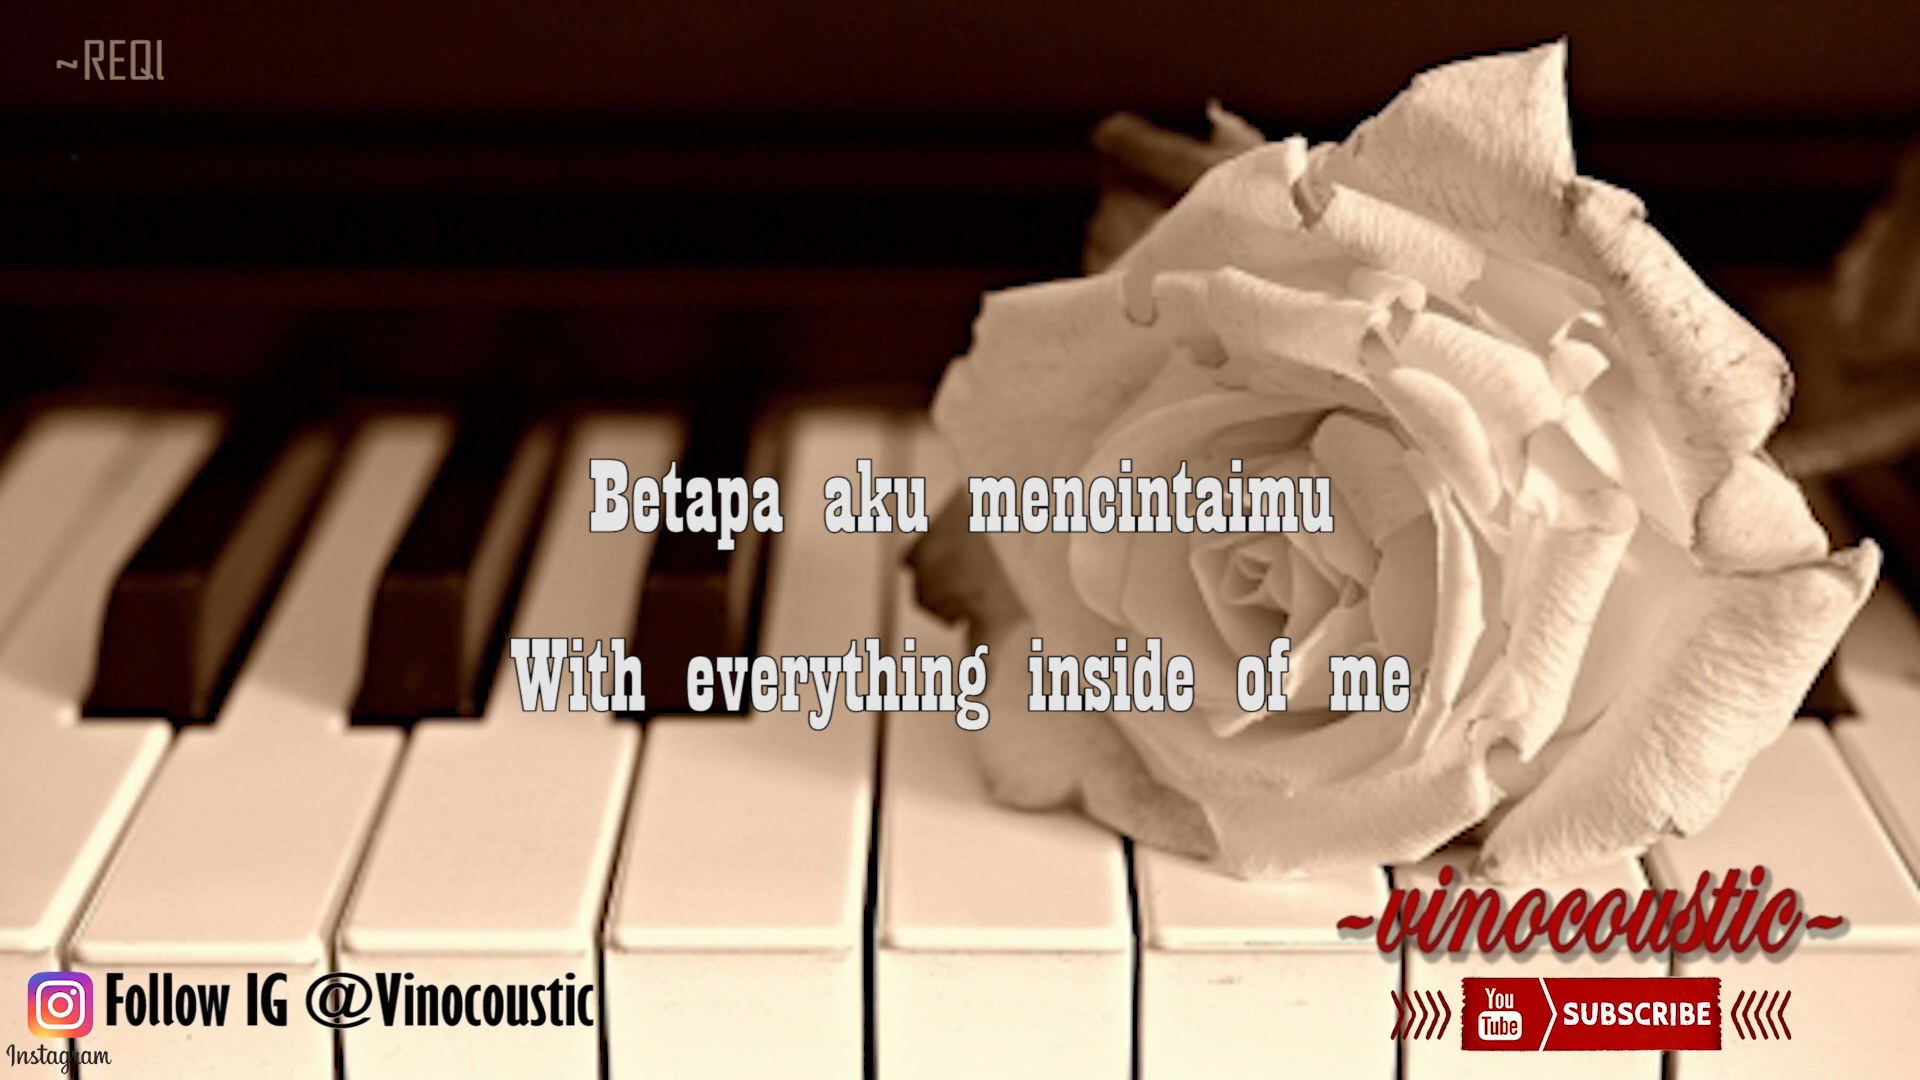 ~REQI
Betapa aku mencintaimu
With everything inside of me
~vinocoustic~
Follow IG @Vinocoustic
You
Tube
SUBSCRIBE
Instagram